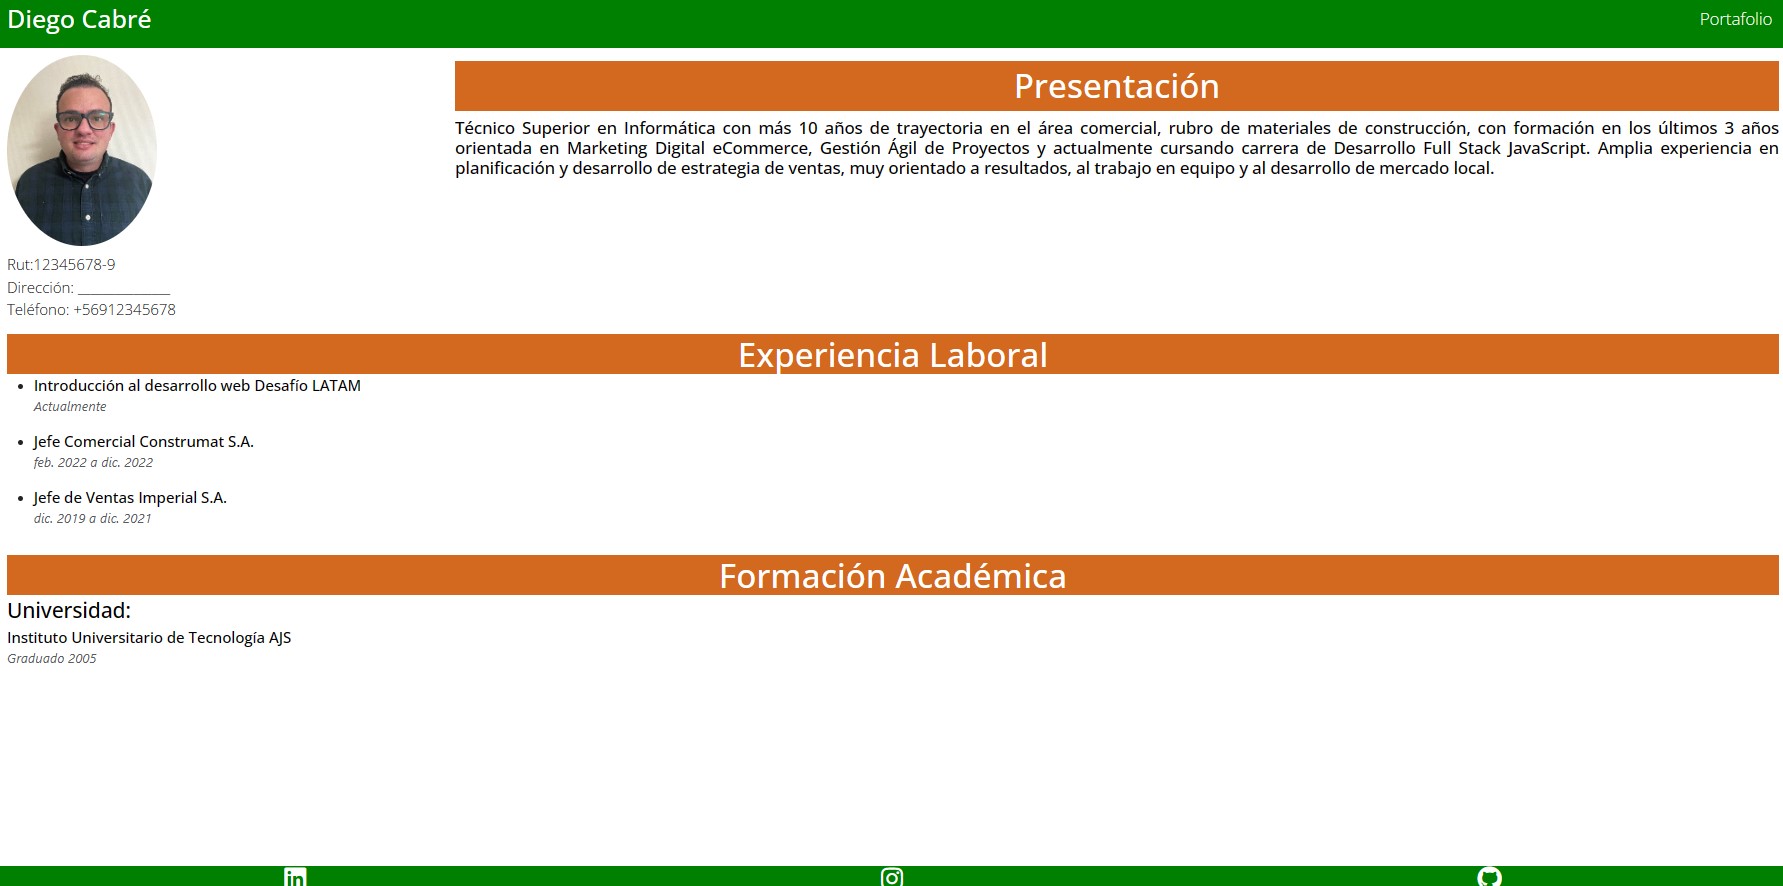 Diego Cabré
Portafolio
Presentación
Técnico Superior en Informática con más 10 años de trayectoria en el área comercial, rubro de materiales de construcción, con formación en los últimos 3 años
orientada en Marketing Digital eCommerce, Gestión Ágil de Proyectos y actualmente cursando carrera de Desarrollo Full Stack JavaScript. Amplia experiencia en
planificación y desarrollo de estrategia de ventas, muy orientado a resultados, al trabajo en equipo y al desarrollo de mercado local.
Rut:12345678-9
Dirección: ______________
Teléfono: +56912345678
Experiencia Laboral
Introducción al desarrollo web Desafío LATAM
Actualmente
Jefe Comercial Construmat S.A.
feb. 2022 a dic. 2022
Jefe de Ventas Imperial S.A.
dic. 2019 a dic. 2021
Formación Académica
Universidad:
Instituto Universitario de Tecnología AJS
Graduado 2005
in